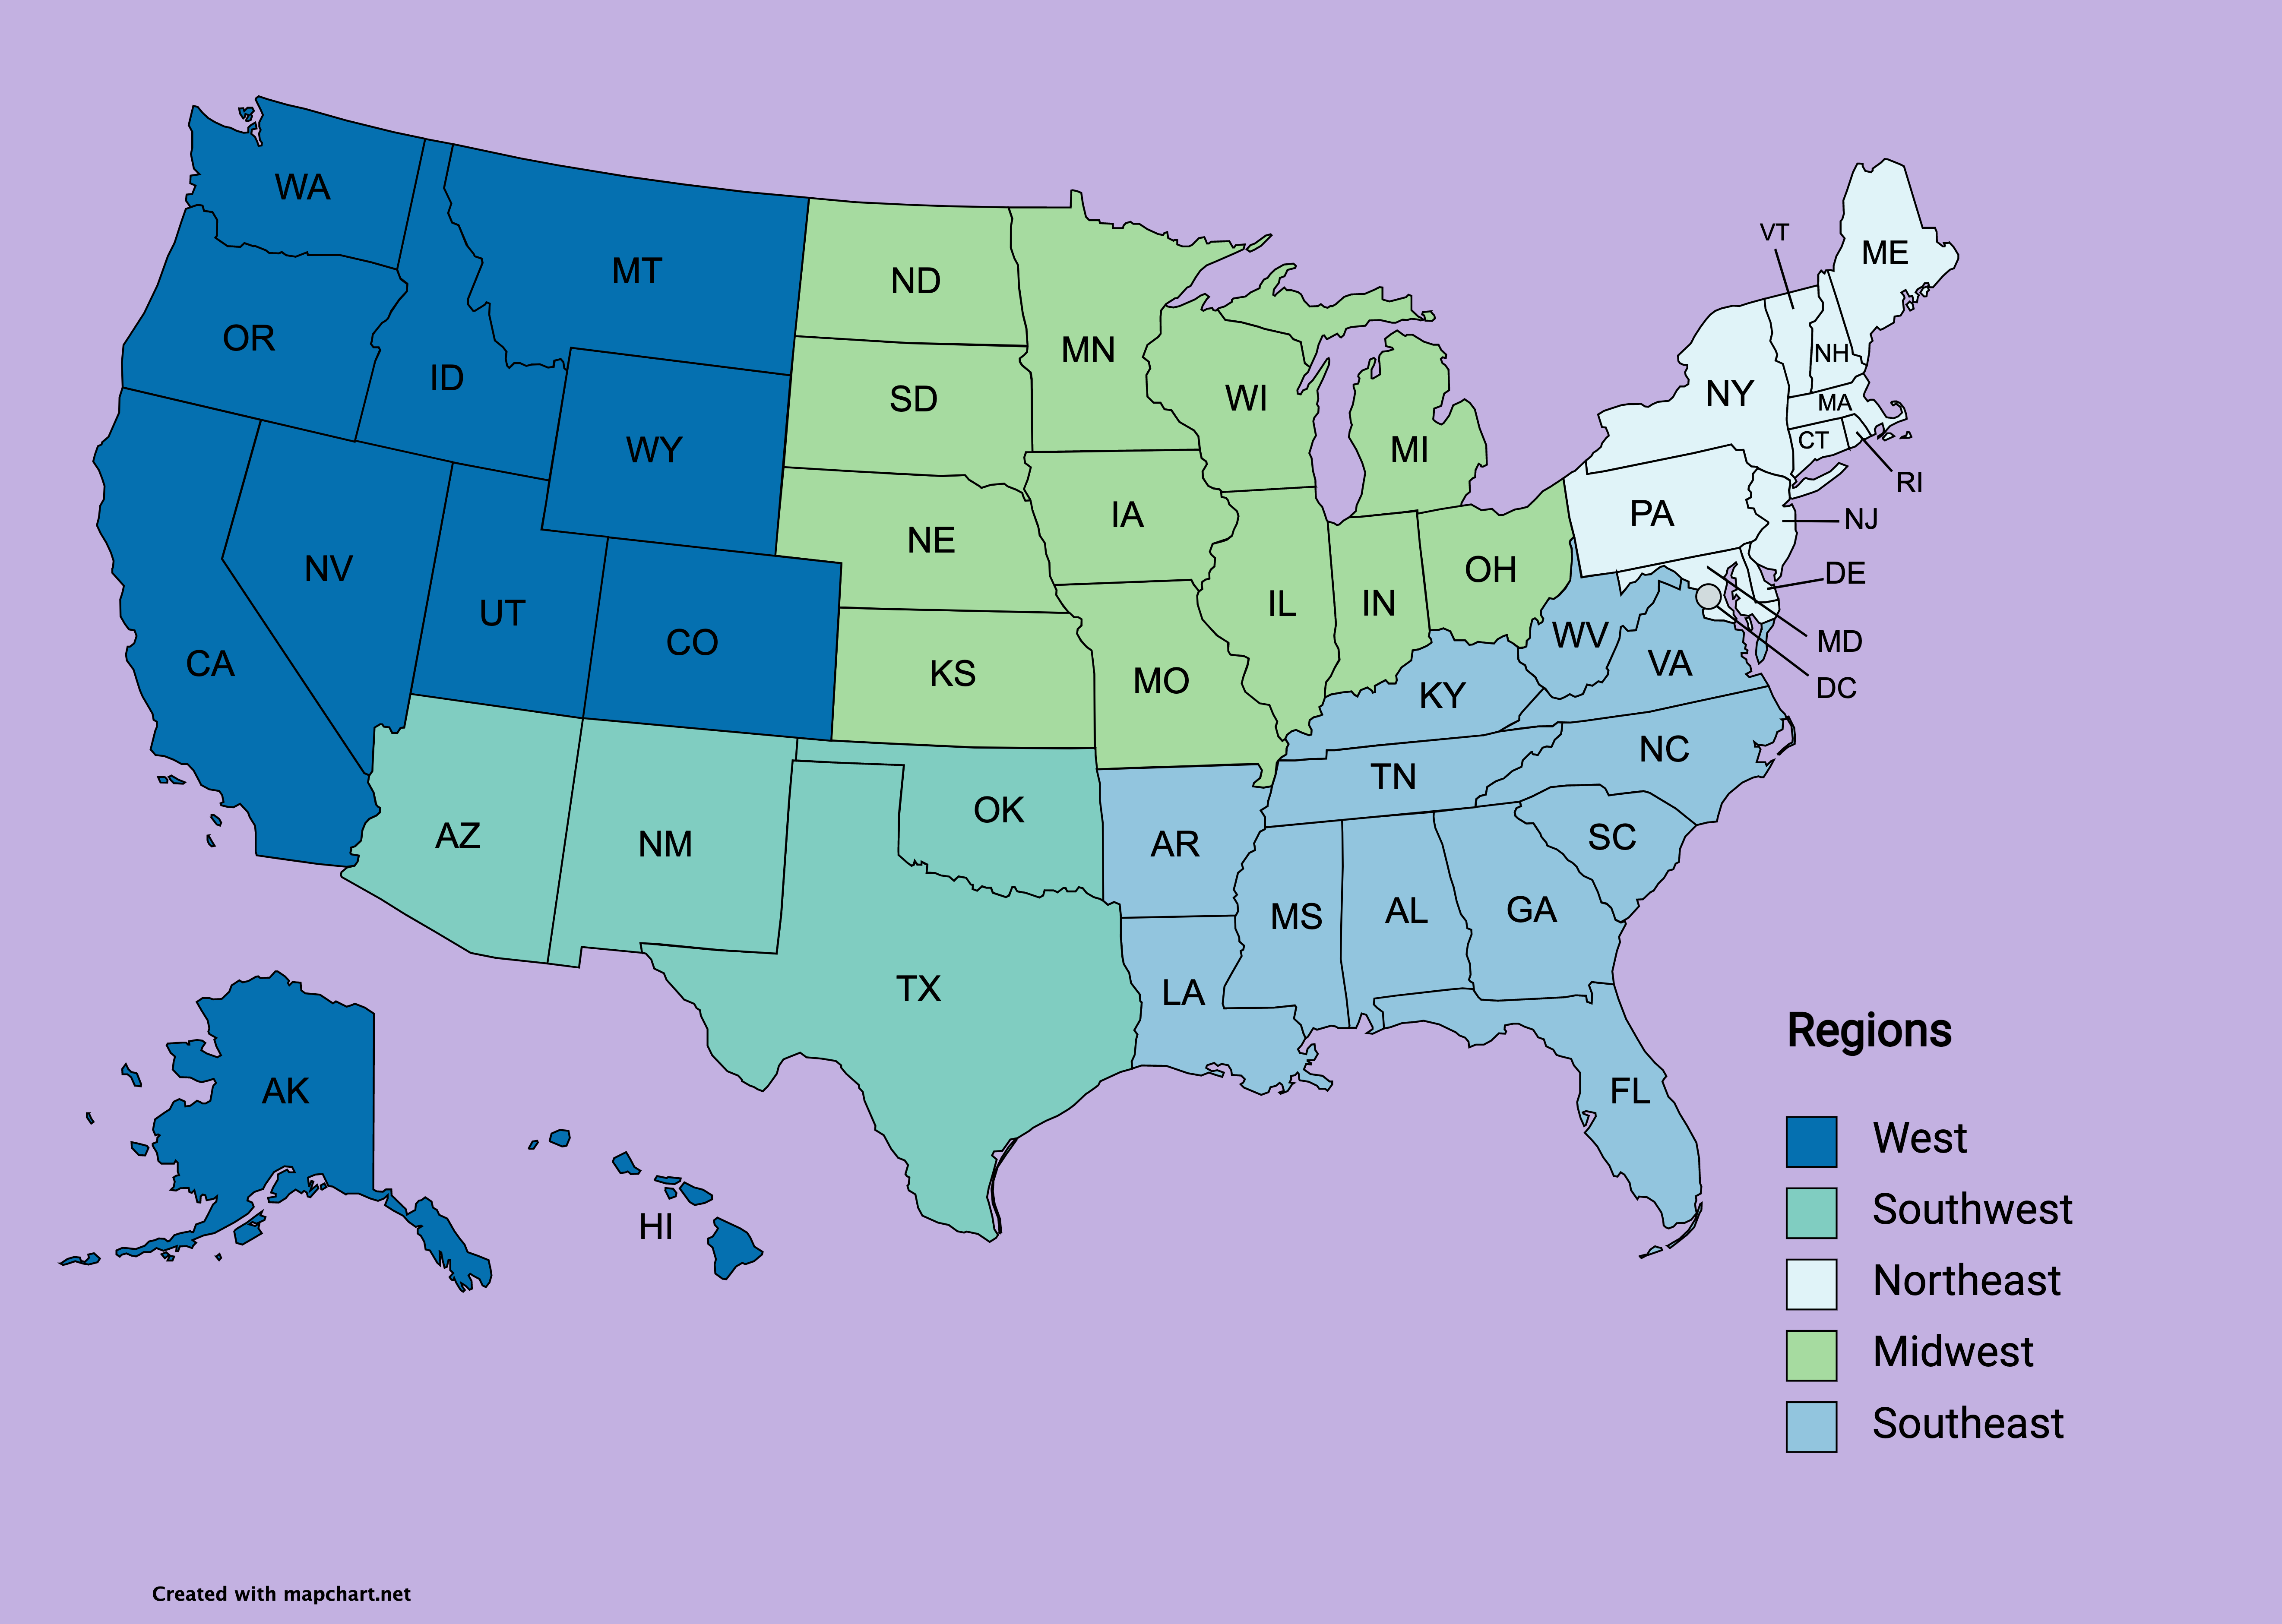 WA
MT
ND
MN
VT
ME
OR
ID
SD
WI
NH
NY
MA
MI
CT
RI
WY
NE
IA
PA
NJ
NV
UT
CO
IL
IN
OH
DE
CA
KS
MO
WV
VA
MD
KY
DC
AZ
NM
OK
AR
TN
NC
SC
MS
AL
GA
TX
LA
FL
AK
HI
Regions
West
Southwest
Northeast
Midwest
Southeast
Created with mapchart.net